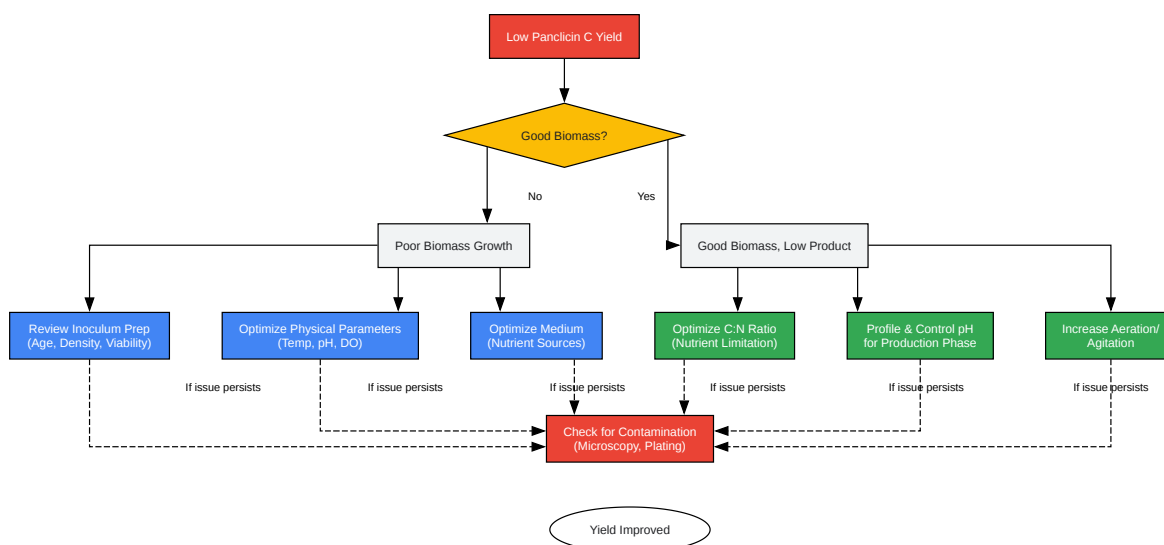 Low Panclicin C Yield
Good Biomass?
No
Yes
Poor Biomass Growth
Good Biomass, Low Product
Review Inoculum Prep
(Age, Density, Viability)
Optimize Physical Parameters
(Temp, pH, DO)
Optimize Medium
(Nutrient Sources)
Optimize C:N Ratio
(Nutrient Limitation)
Profile & Control pH
for Production Phase
Increase Aeration/
Agitation
If issue persists
If issue persists
If issue persists
If issue persists
If issue persists
If issue persists
Check for Contamination
(Microscopy, Plating)
Yield Improved